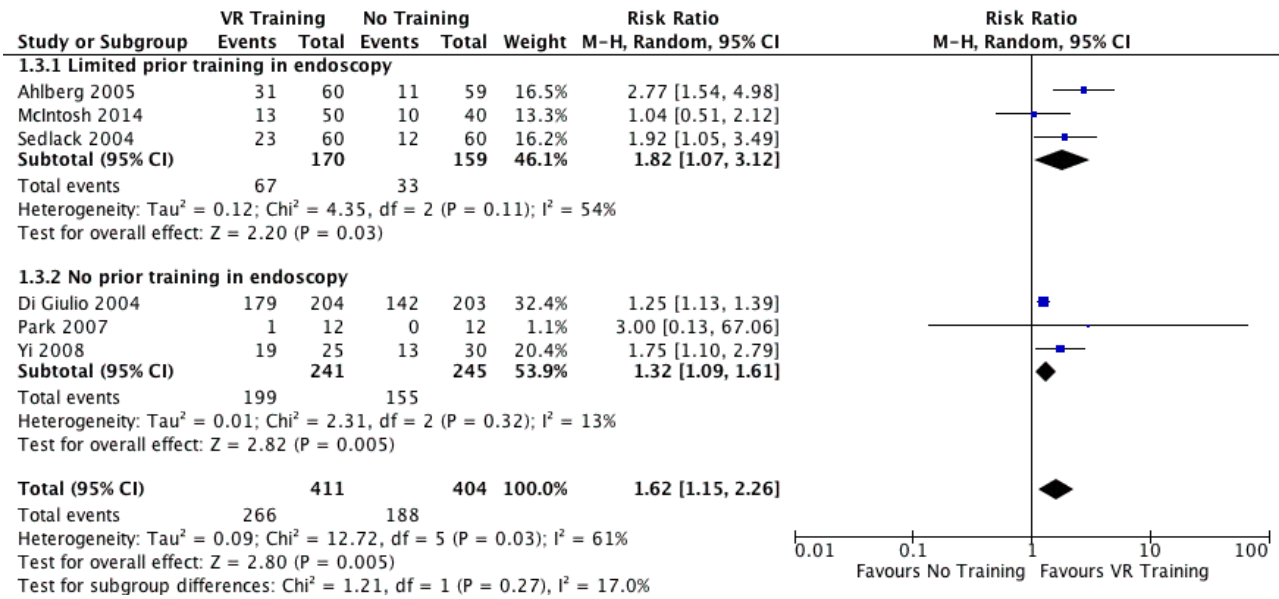 VR Training No Training Risk Ratio Risk Ratio
Study or Subgroup Events Total Events Total Weight M-H, Random, 95% CI M-H, Random, 95% CI
1.3.1 Limited prior training in endoscopy
Ahlberg 2005 31 60 11 59 16.5% 2.77 [1.54, 4.98]
McIntosh 2014 13 50 10 40 13.3% 1.04 [0.51, 2.12]
Sedlack 2004 23 60 12 60 16.2% 1.92 [1.05, 3.49]
Subtotal (95% CI) 170 159 46.1% 1.82 [1.07, 3.12]
Total events 67 33
Heterogeneity: Tau² = 0.12; Chi² = 4.35, df = 2 (P = 0.11); I² = 54%
Test for overall effect: Z = 2.20 (P = 0.03)
1.3.2 No prior training in endoscopy
Di Giulio 2004 179 204 142 203 32.4% 1.25 [1.13, 1.39]
Park 2007 1 12 0 12 1.1% 3.00 [0.13, 67.06]
Yi 2008 19 25 13 30 20.4% 1.75 [1.10, 2.79]
Subtotal (95% CI) 241 245 53.9% 1.32 [1.09, 1.61]
Total events 199 155
Heterogeneity: Tau² = 0.01; Chi² = 2.31, df = 2 (P = 0.32); I² = 13%
Test for overall effect: Z = 2.82 (P = 0.005)
Total (95% CI) 411 404 100.0% 1.62 [1.15, 2.26]
Total events 266 188
Heterogeneity: Tau² = 0.09; Chi² = 12.72, df = 5 (P = 0.03); I² = 61%
Test for overall effect: Z = 2.80 (P = 0.005)
Test for subgroup differences: Chi² = 1.21, df = 1 (P = 0.27), I² = 17.0%
0.01 0.1 1 10 100
Favours No Training Favours VR Training